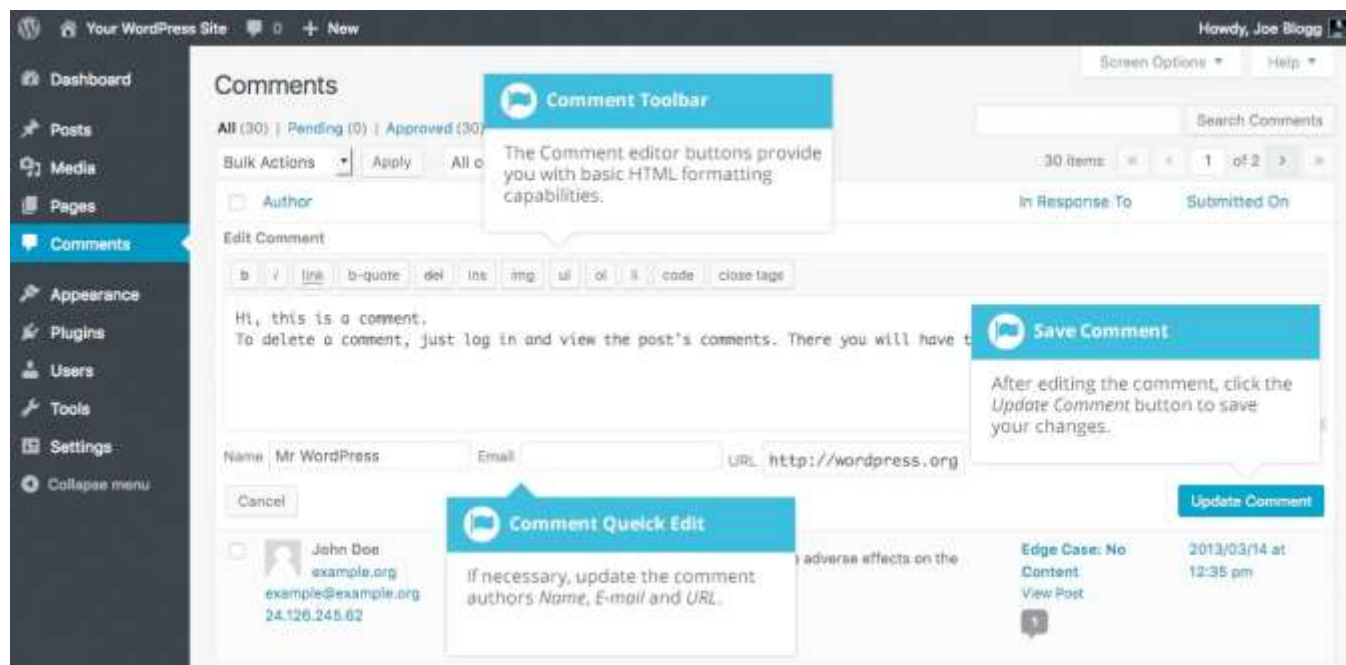 Your WordPress Site 0 + New Howdy, Joe Blogg
Screen Options Help
Dashboard
Posts
Media
Pages
Comments
Appearance
Plugins
Users
Tools
Settings
Collapse menu
Comments
All (30) | Pending (0) | Approved (30)
Search Comments
Bulk Actions Apply All
30 items « ‹ 1 of 2 › »
Author In Response To Submitted On
Comment Toolbar
The Comment editor buttons provide
you with basic HTML formatting
capabilities.
Edit Comment
b i link b-quote del ins img ul ol li code close tags
Hi, this is a comment.
To delete a comment, just log in and view the post's comments. There you will have
Save Comment
After editing the comment, click the
Update Comment button to save
your changes.
Name Mr WordPress Email URL http://wordpress.org
Cancel Update Comment
Comment Queick Edit
If necessary, update the comment
authors Name, E-mail and URL.
John Doe
example.org
example@example.org
24.126.245.62
adverse effects on the
Edge Case: No
Content
View Post
1
2013/03/14 at
12:35 pm